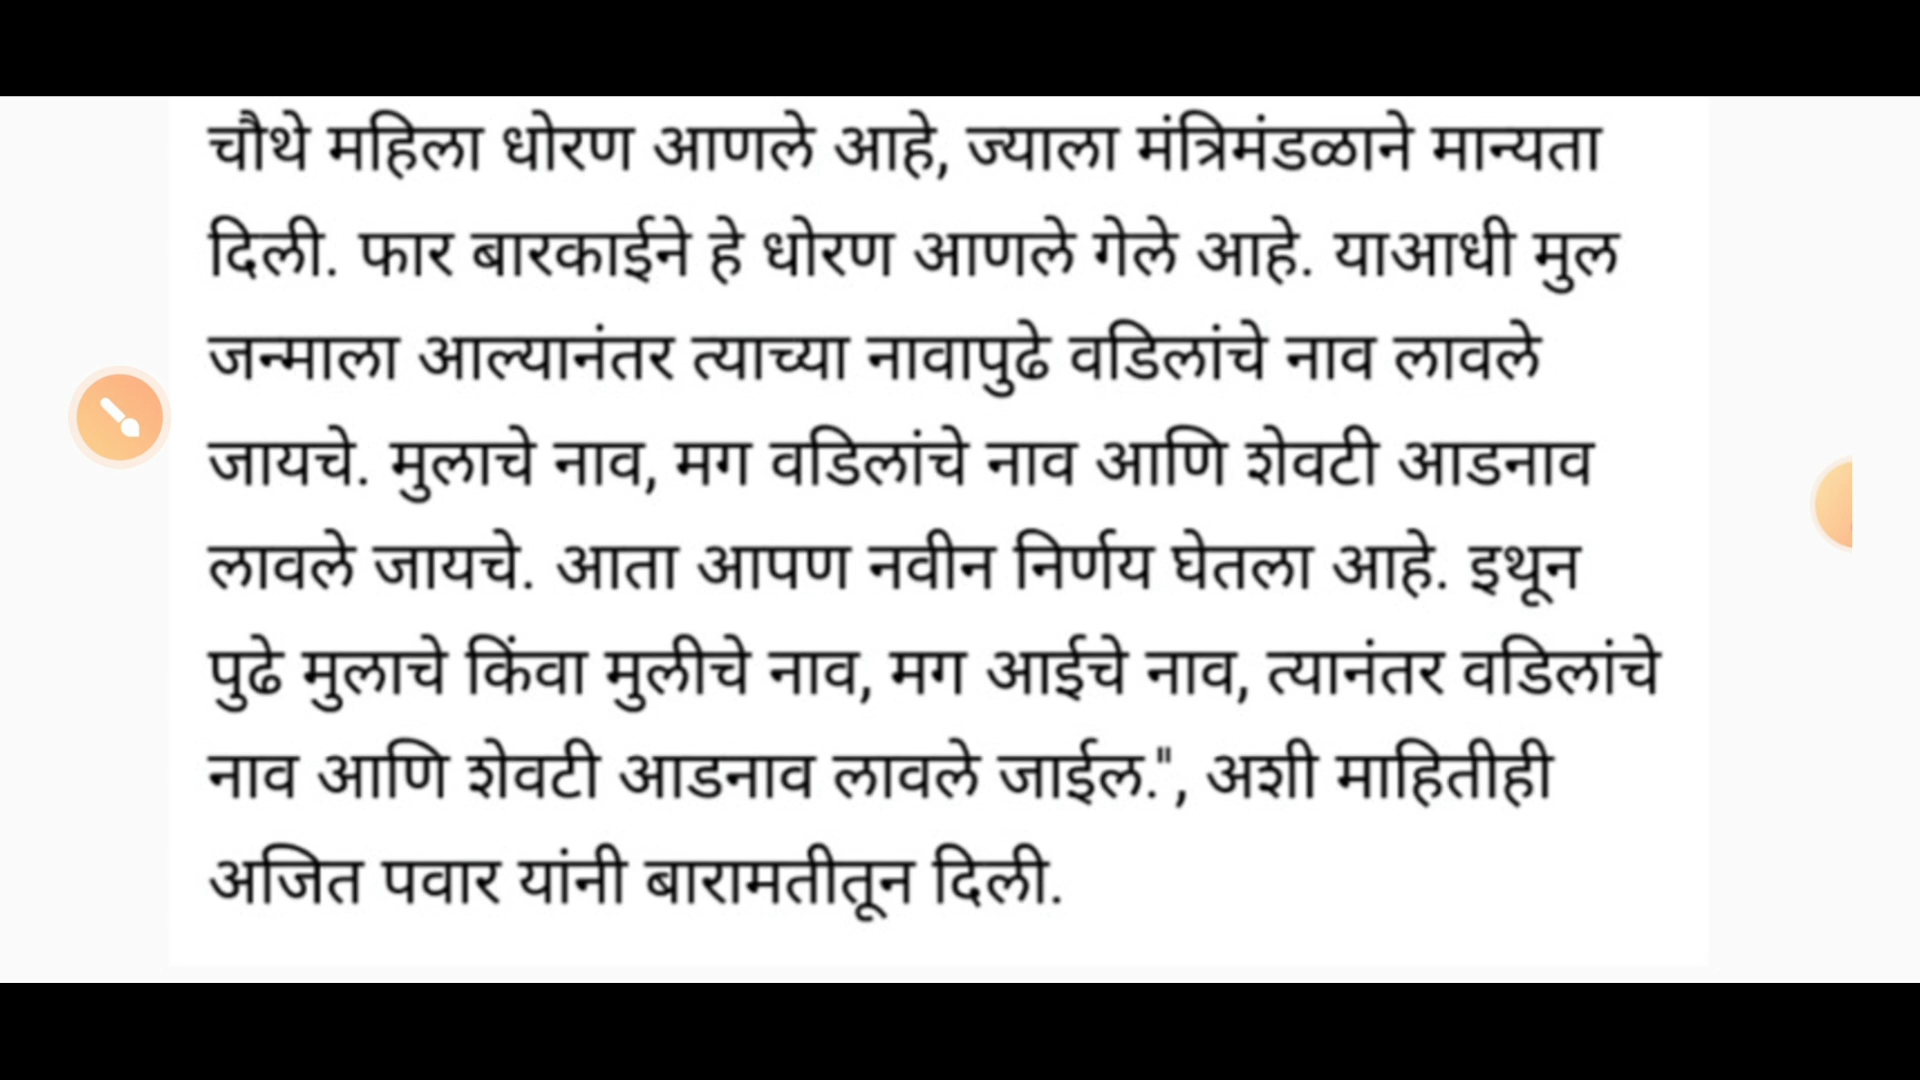 चौथे महिला धोरण आणले आहे, ज्याला मंत्रिमंडळाने मान्यता
दिली. फार बारकाईने हे धोरण आणले गेले आहे. याआधी मुल
जन्माला आल्यानंतर त्याच्या नावापुढे वडिलांचे नाव लावले
जायचे. मुलाचे नाव, मग वडिलांचे नाव आणि शेवटी आडनाव
लावले जायचे. आता आपण नवीन निर्णय घेतला आहे. इथून
पुढे मुलाचे किंवा मुलीचे नाव, मग आईचे नाव, त्यानंतर वडिलांचे
नाव आणि शेवटी आडनाव लावले जाईल.", अशी माहितीही
अजित पवार यांनी बारामतीतून दिली.